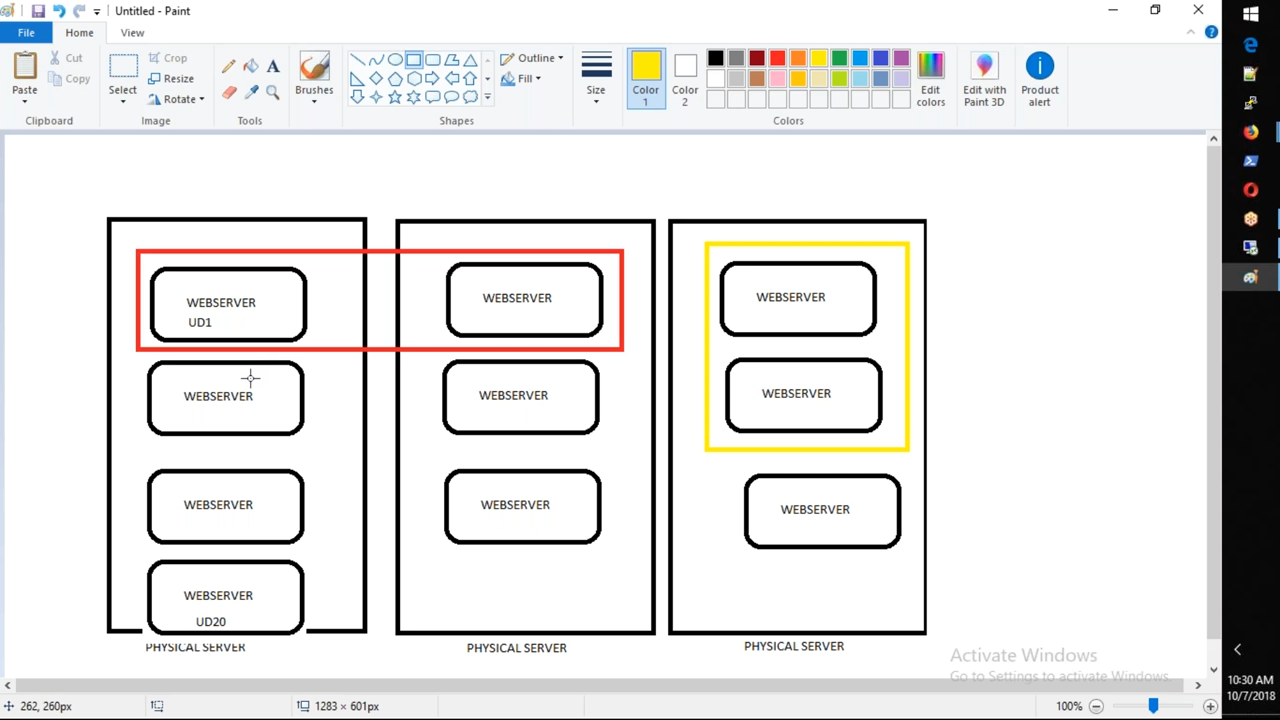 Untitled - Paint
File Home View
Paste
Cut
Copy
Clipboard
Select
Crop
Resize
Rotate
Image
Tools
Brushes
Shapes
Outline
Fill
Size
Color 1
Color 2
Edit colors
Colors
Edit with Paint 3D
Product alert
WEBSERVER
UD1
WEBSERVER
WEBSERVER
WEBSERVER
UD20
PHYSICAL SERVER
WEBSERVER
WEBSERVER
WEBSERVER
PHYSICAL SERVER
WEBSERVER
WEBSERVER
WEBSERVER
PHYSICAL SERVER
Activate Windows
Go to Settings to activate Windows.
262, 260px
1283 × 601px
100%
10:30 AM
10/7/2018